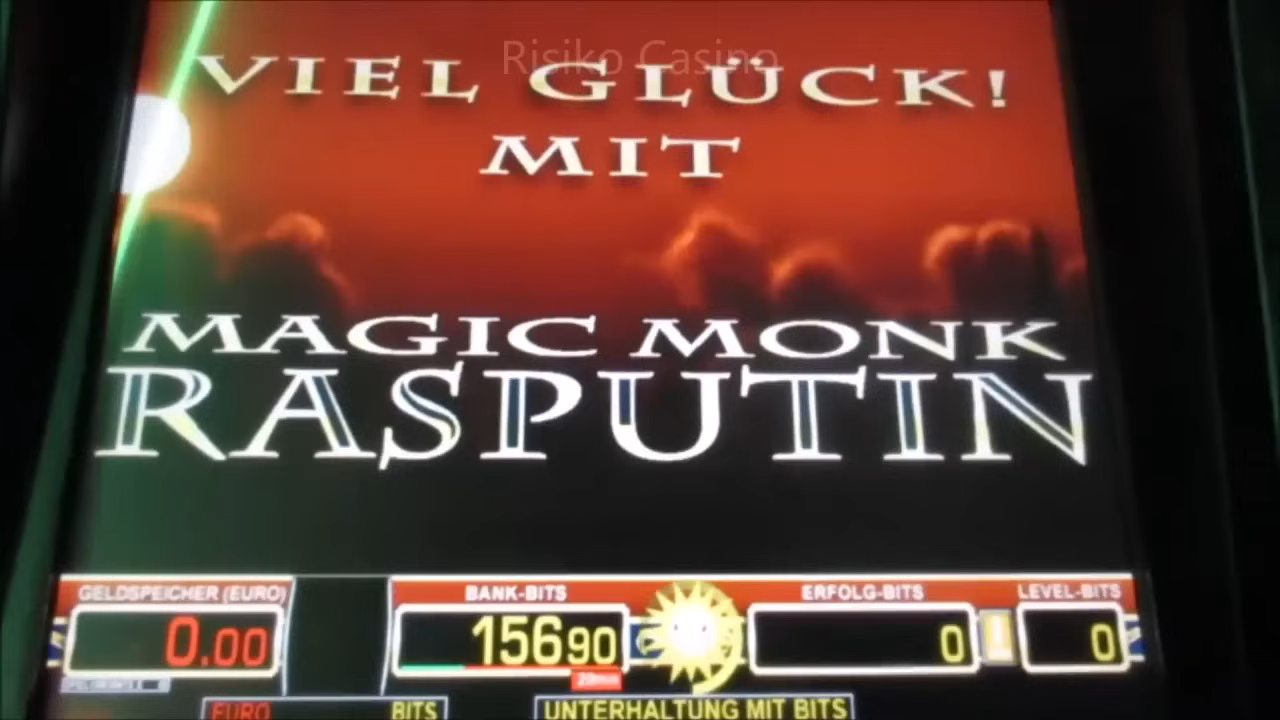 Risiko Casino
VIEL GLÜCK!
MIT
MAGIC MONK
RASPUTIN
GELDSPEICHER (EURO) BANK-BITS ERFOLG-BITS LEVEL-BITS
0.00 15690 0 0
20min
EURO BITS UNTERHALTUNG MIT BITS